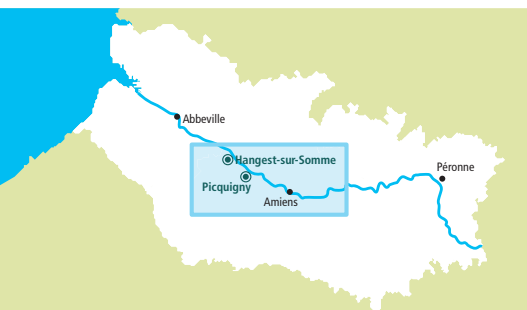 Abbeville
Hangest-sur-Somme
Péronne
Picquigny
Amiens